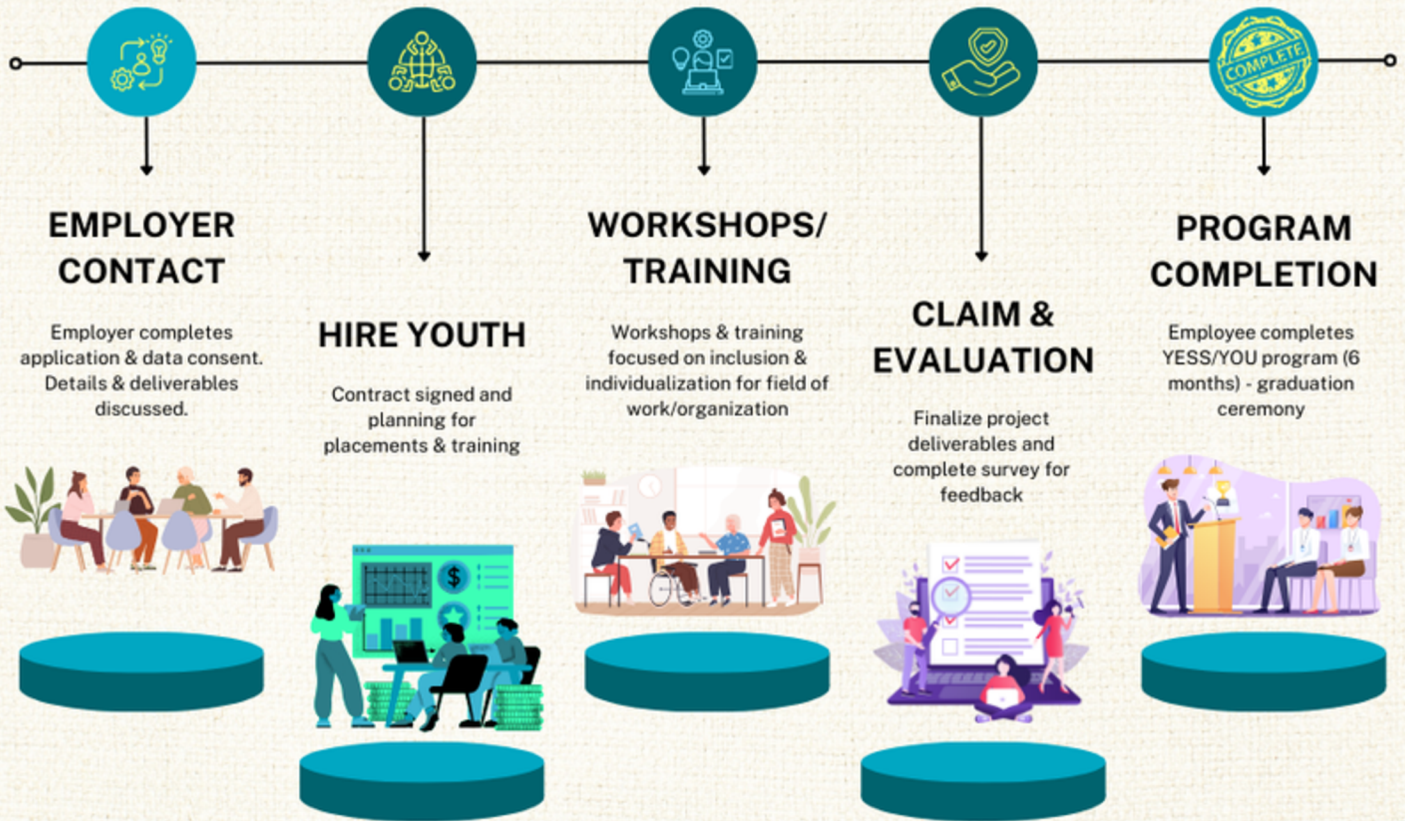 COMPLETE
EMPLOYER
CONTACT
Employer completes
application & data consent.
Details & deliverables
discussed.
HIRE YOUTH
Contract signed and
planning for
placements & training
$
WORKSHOPS/
TRAINING
Workshops & training
focused on inclusion &
individualization for field of
work/organization
CLAIM &
EVALUATION
Finalize project
deliverables and
complete survey for
feedback
PROGRAM
COMPLETION
Employee completes
YESS/YOU program (6
months) - graduation
ceremony